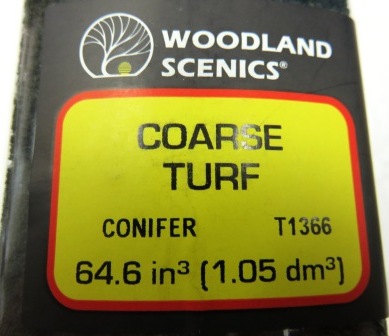 WOODLAND
SCENICS®
COARSE
TURF
CONIFER T1366
64.6 in³ (1.05 dm³)